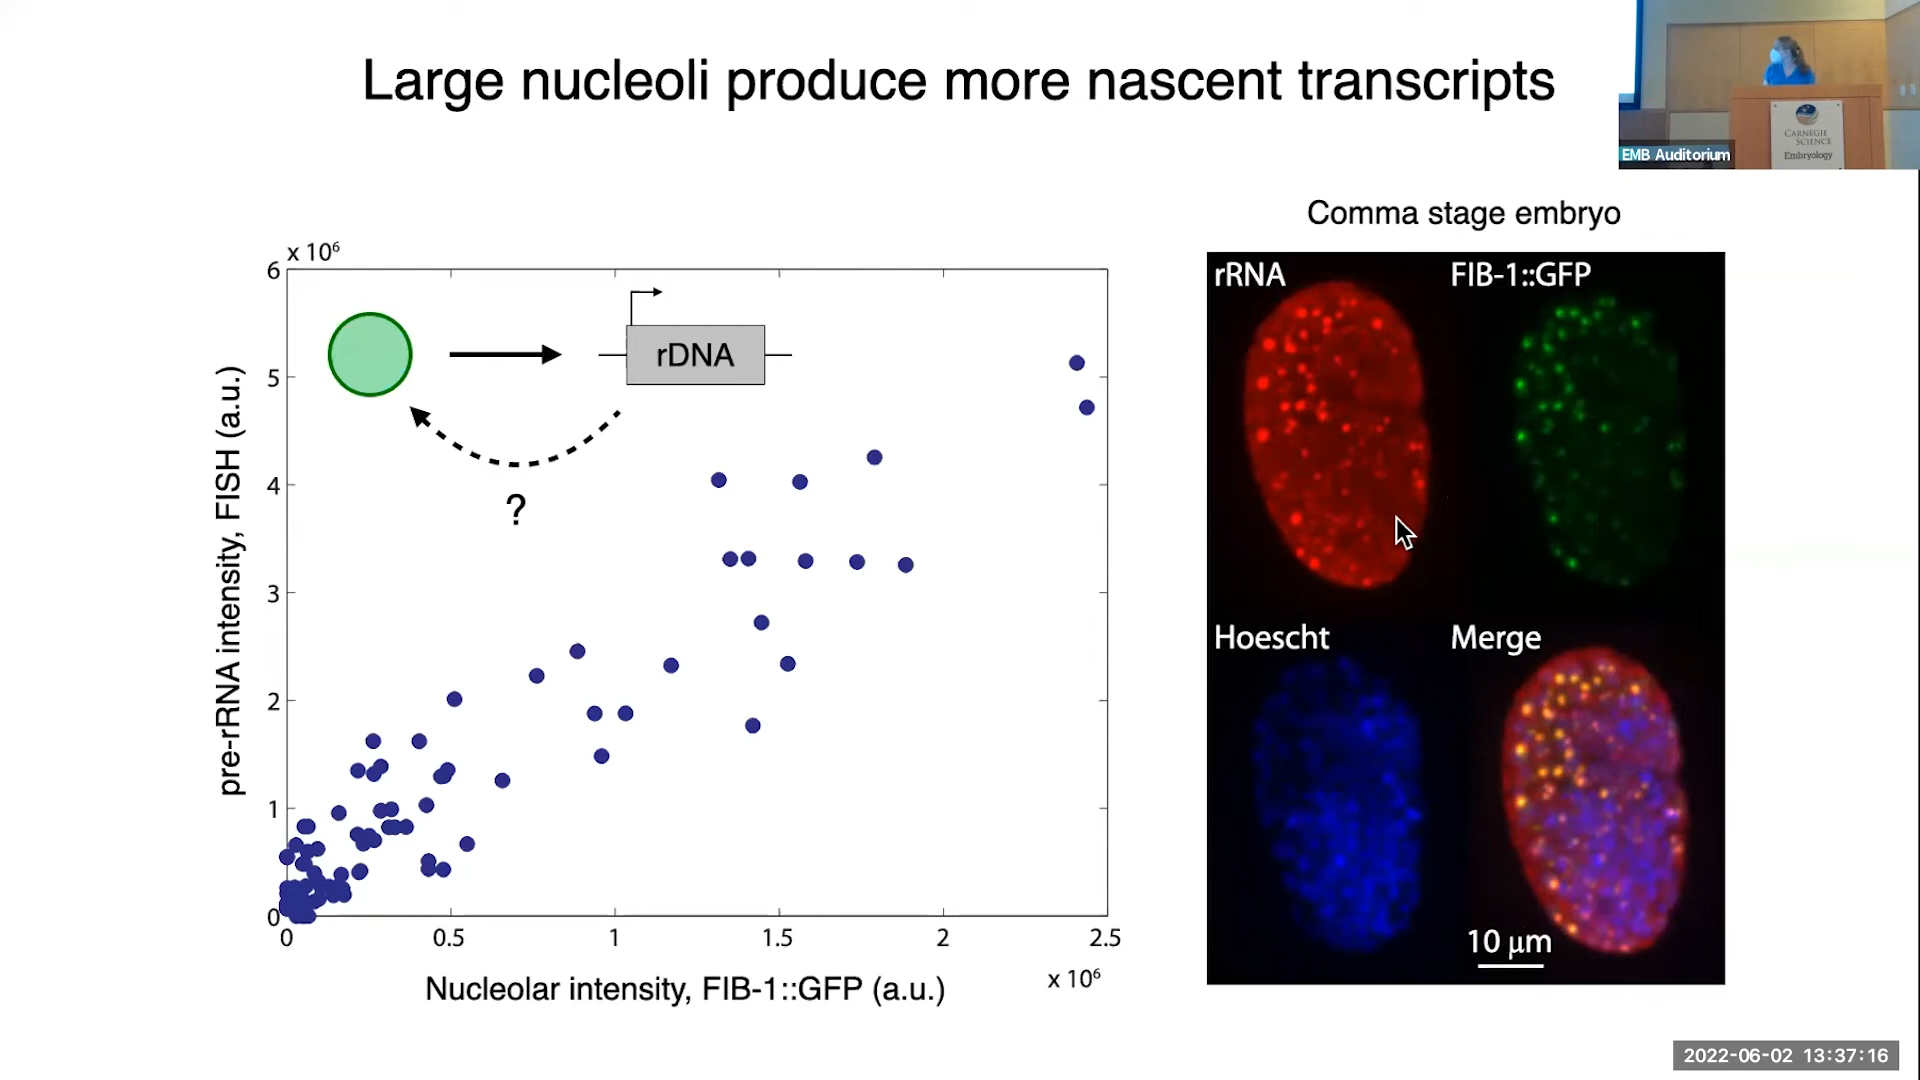 Large nucleoli produce more nascent transcripts
CARNEGIE
SCIENCE
Embryology
EMB Auditorium
x 10⁶
6
5
4
3
2
1
0
pre-rRNA intensity, FISH (a.u.)
rDNA
?
0
0.5
1
1.5
2
2.5
x 10⁶
Nucleolar intensity, FIB-1::GFP (a.u.)
Comma stage embryo
rRNA
FIB-1::GFP
Hoescht
Merge
10 μm
2022-06-02 13:37:16